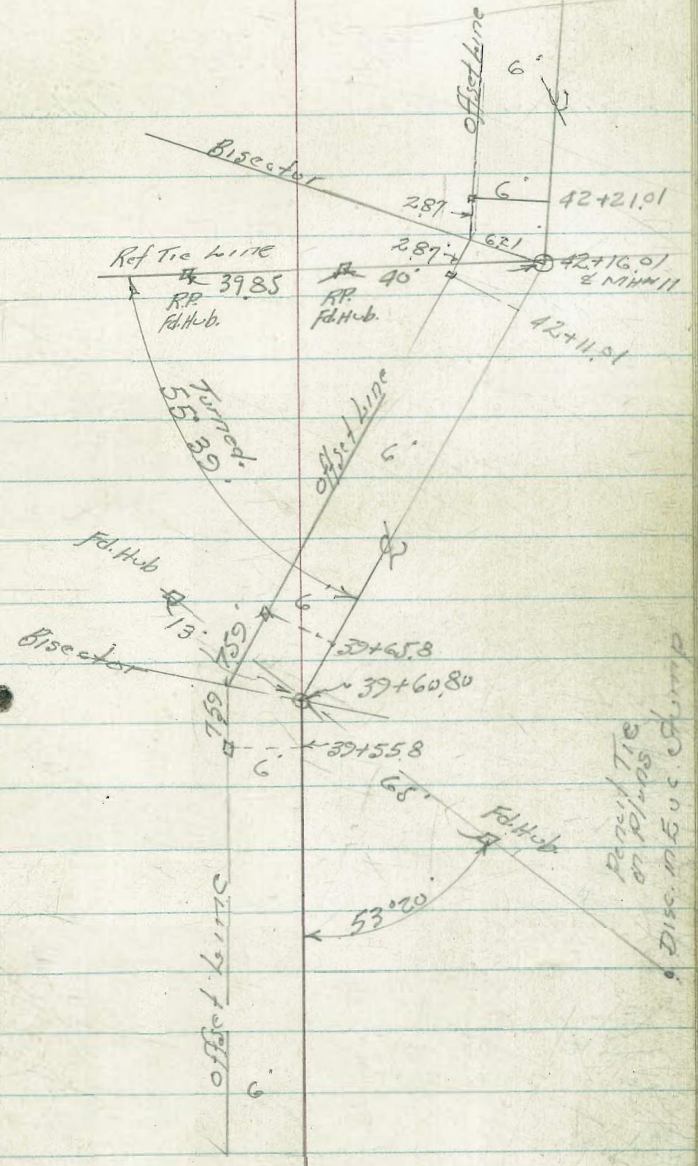 Offset Line
6'
Bisector
2.87
6'
42+21.01
2.87
6.21
Ref Tie Line
39.85
40'
42+16.01
R.P.
Fd. Hub.
R.P.
Fd. Hub.
42+11.01
Turned.
55° 39'
Offset Line
6'
Fd. Hub
13'
6'
7.59'
39+65.8
Bisector
39+60.80
7.59
39+55.8
6'
68'
Fd. Hub.
53°20'
Pencil Tie
on Plans
Disc. in Euc Stump
Offset Line
6'